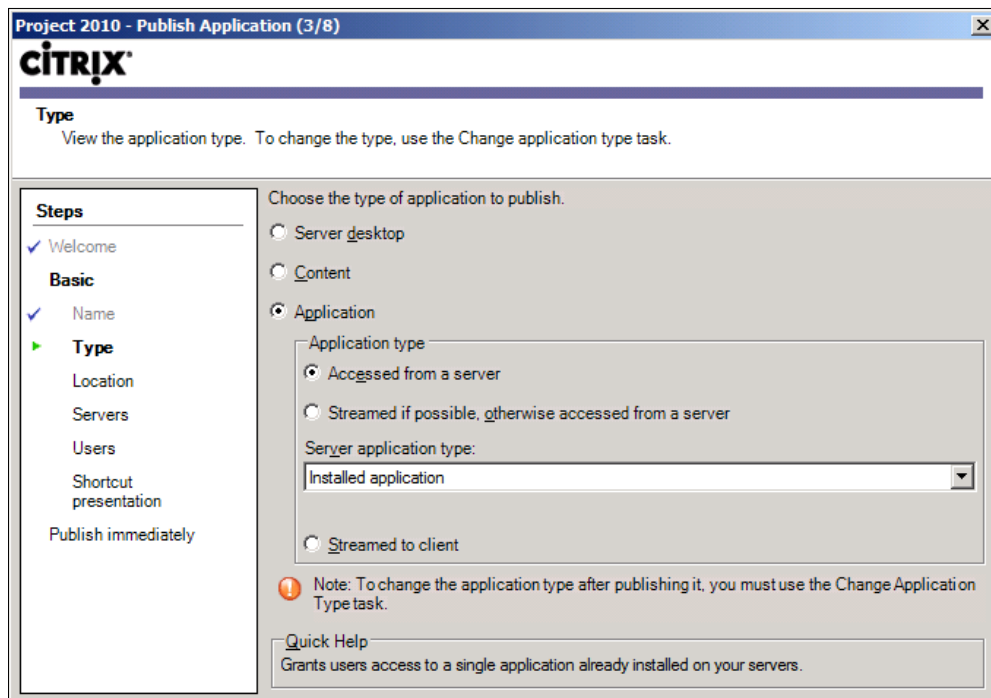 Project 2010 - Publish Application (3/8)
CITRIX®
Type
View the application type. To change the type, use the Change application type task.
Steps
Welcome
Basic
Name
Type
Location
Servers
Users
Shortcut
presentation
Publish immediately
Choose the type of application to publish.
Server desktop
Content
Application
Application type
Accessed from a server
Streamed if possible, otherwise accessed from a server
Server application type:
Installed application
Streamed to client
Note: To change the application type after publishing it, you must use the Change Application
Type task.
Quick Help
Grants users access to a single application already installed on your servers.